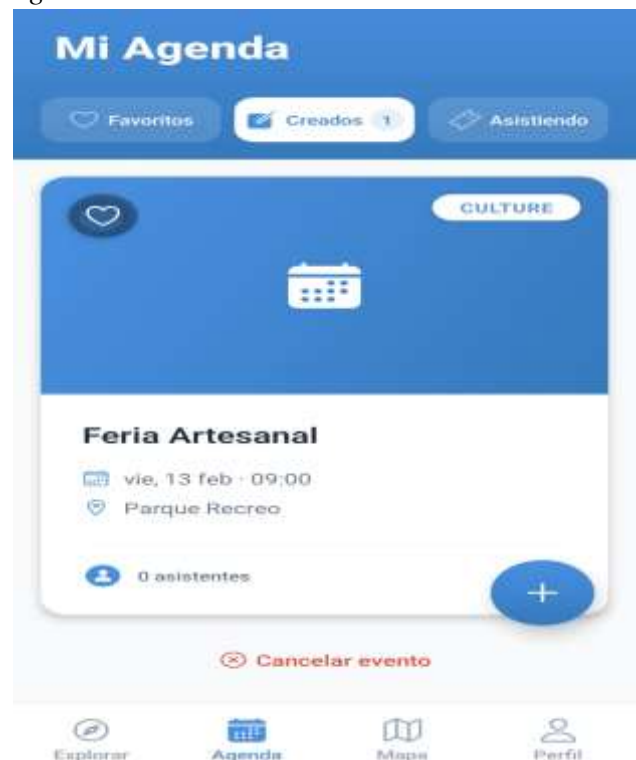 Mi Agenda
Favoritos
Creados 1
Asistiendo
CULTURE
Feria Artesanal
vie, 13 feb · 09:00
Parque Recreo
0 asistentes
Cancelar evento
Explorar Agenda Mapa Perfil